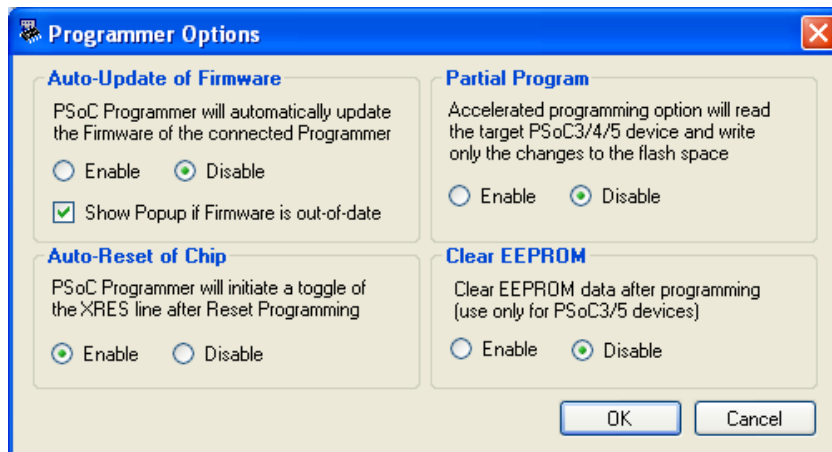 Programmer Options
Auto-Update of Firmware
PSoC Programmer will automatically update
the Firmware of the connected Programmer
Enable Disable
Show Popup if Firmware is out-of-date
Partial Program
Accelerated programming option will read
the target PSoC3/4/5 device and write
only the changes to the flash space
Enable Disable
Auto-Reset of Chip
PSoC Programmer will initiate a toggle of
the XRES line after Reset Programming
Enable Disable
Clear EEPROM
Clear EEPROM data after programming
(use only for PSoC3/5 devices)
Enable Disable
OK Cancel